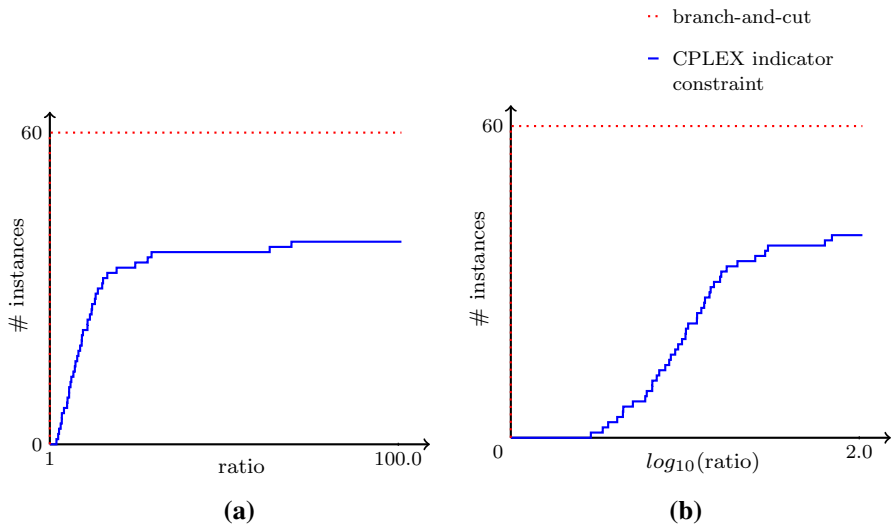 branch-and-cut
CPLEX indicator
constraint
60
# instances
0
1
ratio
100.0
(a)
60
# instances
0
log10(ratio)
2.0
(b)